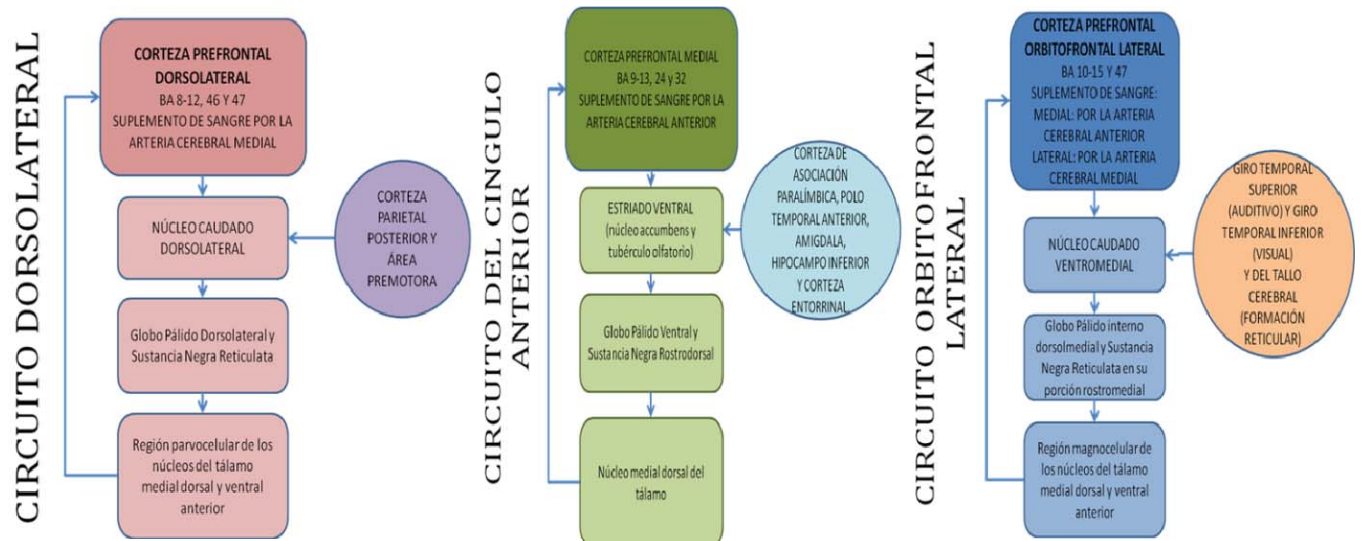 CIRCUITO DORSOLATERAL
CORTEZA PREFRONTAL
DORSOLATERAL
BA 8-12, 46 Y 47
SUPLEMENTO DE SANGRE POR LA
ARTERIA CEREBRAL MEDIAL
NÚCLEO CAUDADO
DORSOLATERAL
CORTEZA
PARIETAL
POSTERIOR Y
ÁREA
PREMOTORA
Globo Pálido Dorsolateral y
Sustancia Negra Reticulata
Región parvocelular de los
núcleos del tálamo
medial dorsal y ventral
anterior
CIRCUITO DEL CINGULO
ANTERIOR
CORTEZA PREFRONTAL MEDIAL
BA 9-13, 24 y 32
SUPLEMENTO DE SANGRE POR LA
ARTERIA CEREBRAL ANTERIOR
ESTRIADO VENTRAL
(núcleo accumbens y
tubérculo olfatorio)
CORTEZA DE
ASOCIACIÓN
PARALÍMBICA, POLO
TEMPORAL ANTERIOR,
AMIGDALA,
HIPOCAMPO INFERIOR
Y CORTEZA
ENTORRINAL
Globo Pálido Ventral y
Sustancia Negra Rostrodorsal
Núcleo medial dorsal del
tálamo
CIRCUITO ORBITOFRONTAL
LATERAL
CORTEZA PREFRONTAL
ORBITOFRONTAL LATERAL
BA 10-15 Y 47
SUPLEMENTO DE SANGRE:
MEDIAL: POR LA ARTERIA
CEREBRAL ANTERIOR
LATERAL: POR LA ARTERIA
CEREBRAL MEDIAL
NÚCLEO CAUDADO
VENTROMEDIAL
GIRO TEMPORAL
SUPERIOR
(AUDITIVO) Y GIRO
TEMPORAL INFERIOR
(VISUAL)
Y DEL TALLO
CEREBRAL
(FORMACIÓN
RETICULAR)
Globo Pálido interno
dorsolmedial y Sustancia
Negra Reticulata en su
porción rostromedial
Región magnocelular de
los núcleos del tálamo
medial dorsal y ventral
anterior